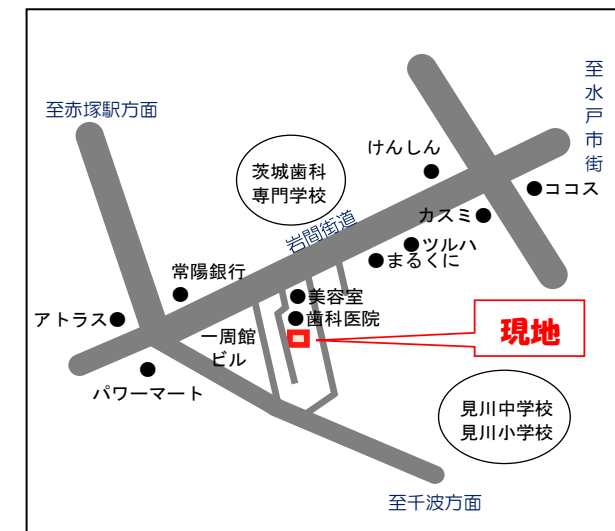 至赤塚駅方面
至水戸市街
けんしん
茨城歯科
専門学校
ココス
カスミ
岩間街道
ツルハ
まるくに
常陽銀行
美容室
アトラス
歯科医院
一周館
ビル
現地
パワーマート
見川中学校
見川小学校
至千波方面